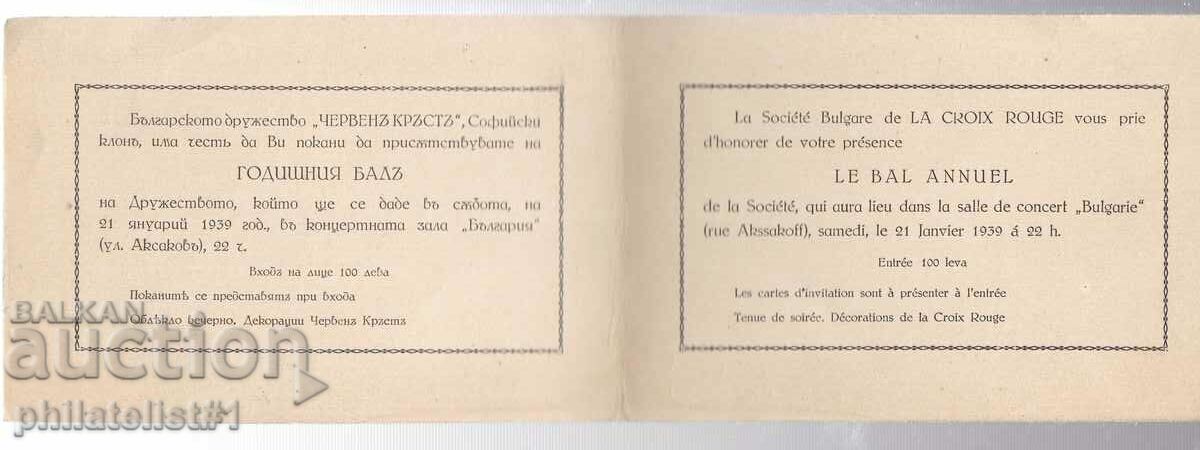 Българското дружество „ЧЕРВЕНЪ КРЪСТЪ", Софийски
клонъ, има честь да Ви покани да присѫтствувате на
ГОДИШНИЯ БАЛЪ
на Дружеството, който ще се даде въ сѫбота, на
21 януарий 1939 год., въ концертната зала „България"
(ул. Аксаковъ), 22 ч.
Входъ на лице 100 лева
Поканитѣ се представятъ при входа
Облѣкло вечерно. Декорации Червенъ Кръстъ
La Société Bulgare de LA CROIX ROUGE vous prie
d'honorer de votre présence
LE BAL ANNUEL
de la Société, qui aura lieu dans la salle de concert „Bulgarie"
(rue Akssakoff), samedi, le 21 Janvier 1939 á 22 h.
Entrée 100 leva
Les cartes d'invitation sont à présenter à l'entrée
Tenue de soirée. Décorations de la Croix Rouge
BALKAN
auction
philatelist#1